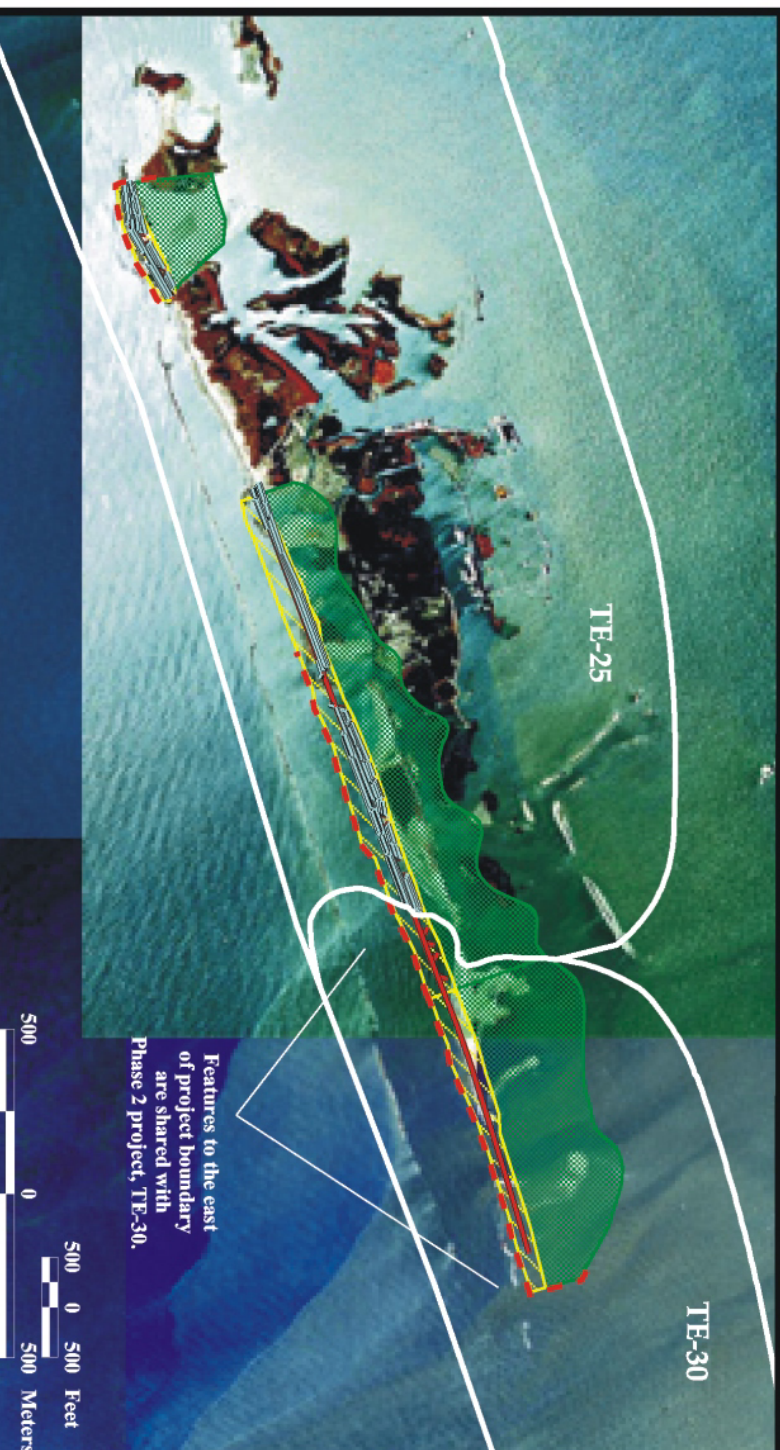 TE-25
TE-30
Features to the east
of project boundary
are shared with
Phase 2 project, TE-30.
500 0 500 Feet
500 0 500 Meters